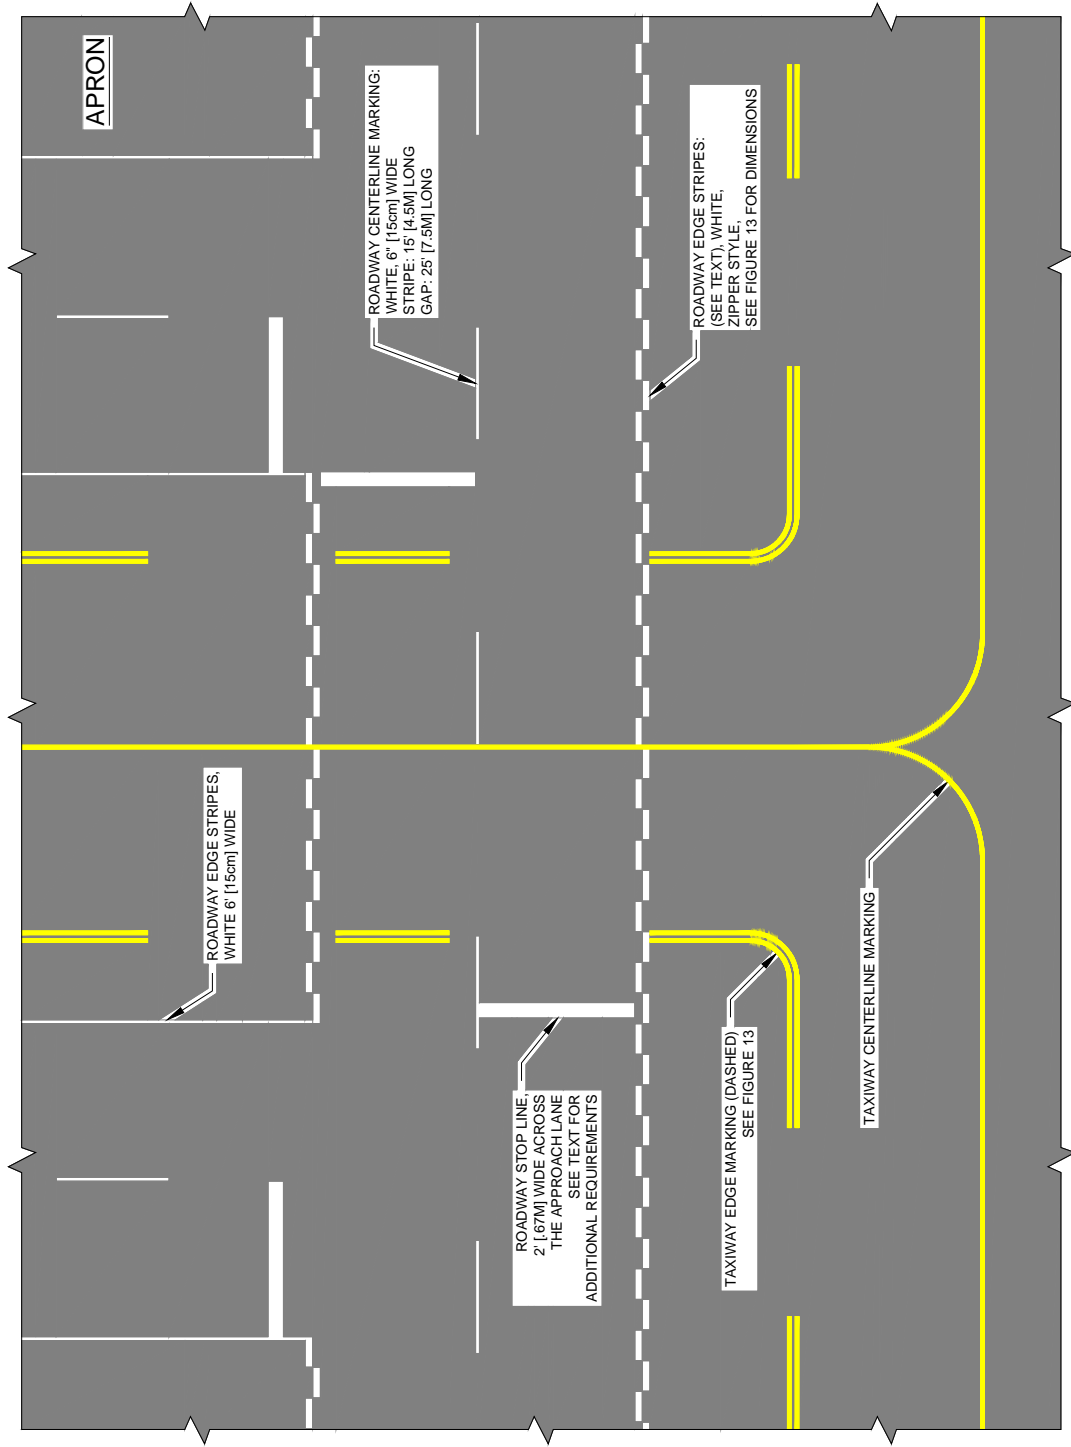 APRON
ROADWAY CENTERLINE MARKING:
WHITE, 6" [15cm] WIDE
STRIPE: 15' [4.5M] LONG
GAP: 25' [7.5M] LONG
ROADWAY EDGE STRIPES:
(SEE TEXT), WHITE,
ZIPPER STYLE,
SEE FIGURE 13 FOR DIMENSIONS
ROADWAY EDGE STRIPES,
WHITE 6' [15cm] WIDE
ROADWAY STOP LINE,
2' [.67M] WIDE ACROSS
THE APPROACH LANE
SEE TEXT FOR
ADDITIONAL REQUIREMENTS
TAXIWAY EDGE MARKING (DASHED)
SEE FIGURE 13
TAXIWAY CENTERLINE MARKING